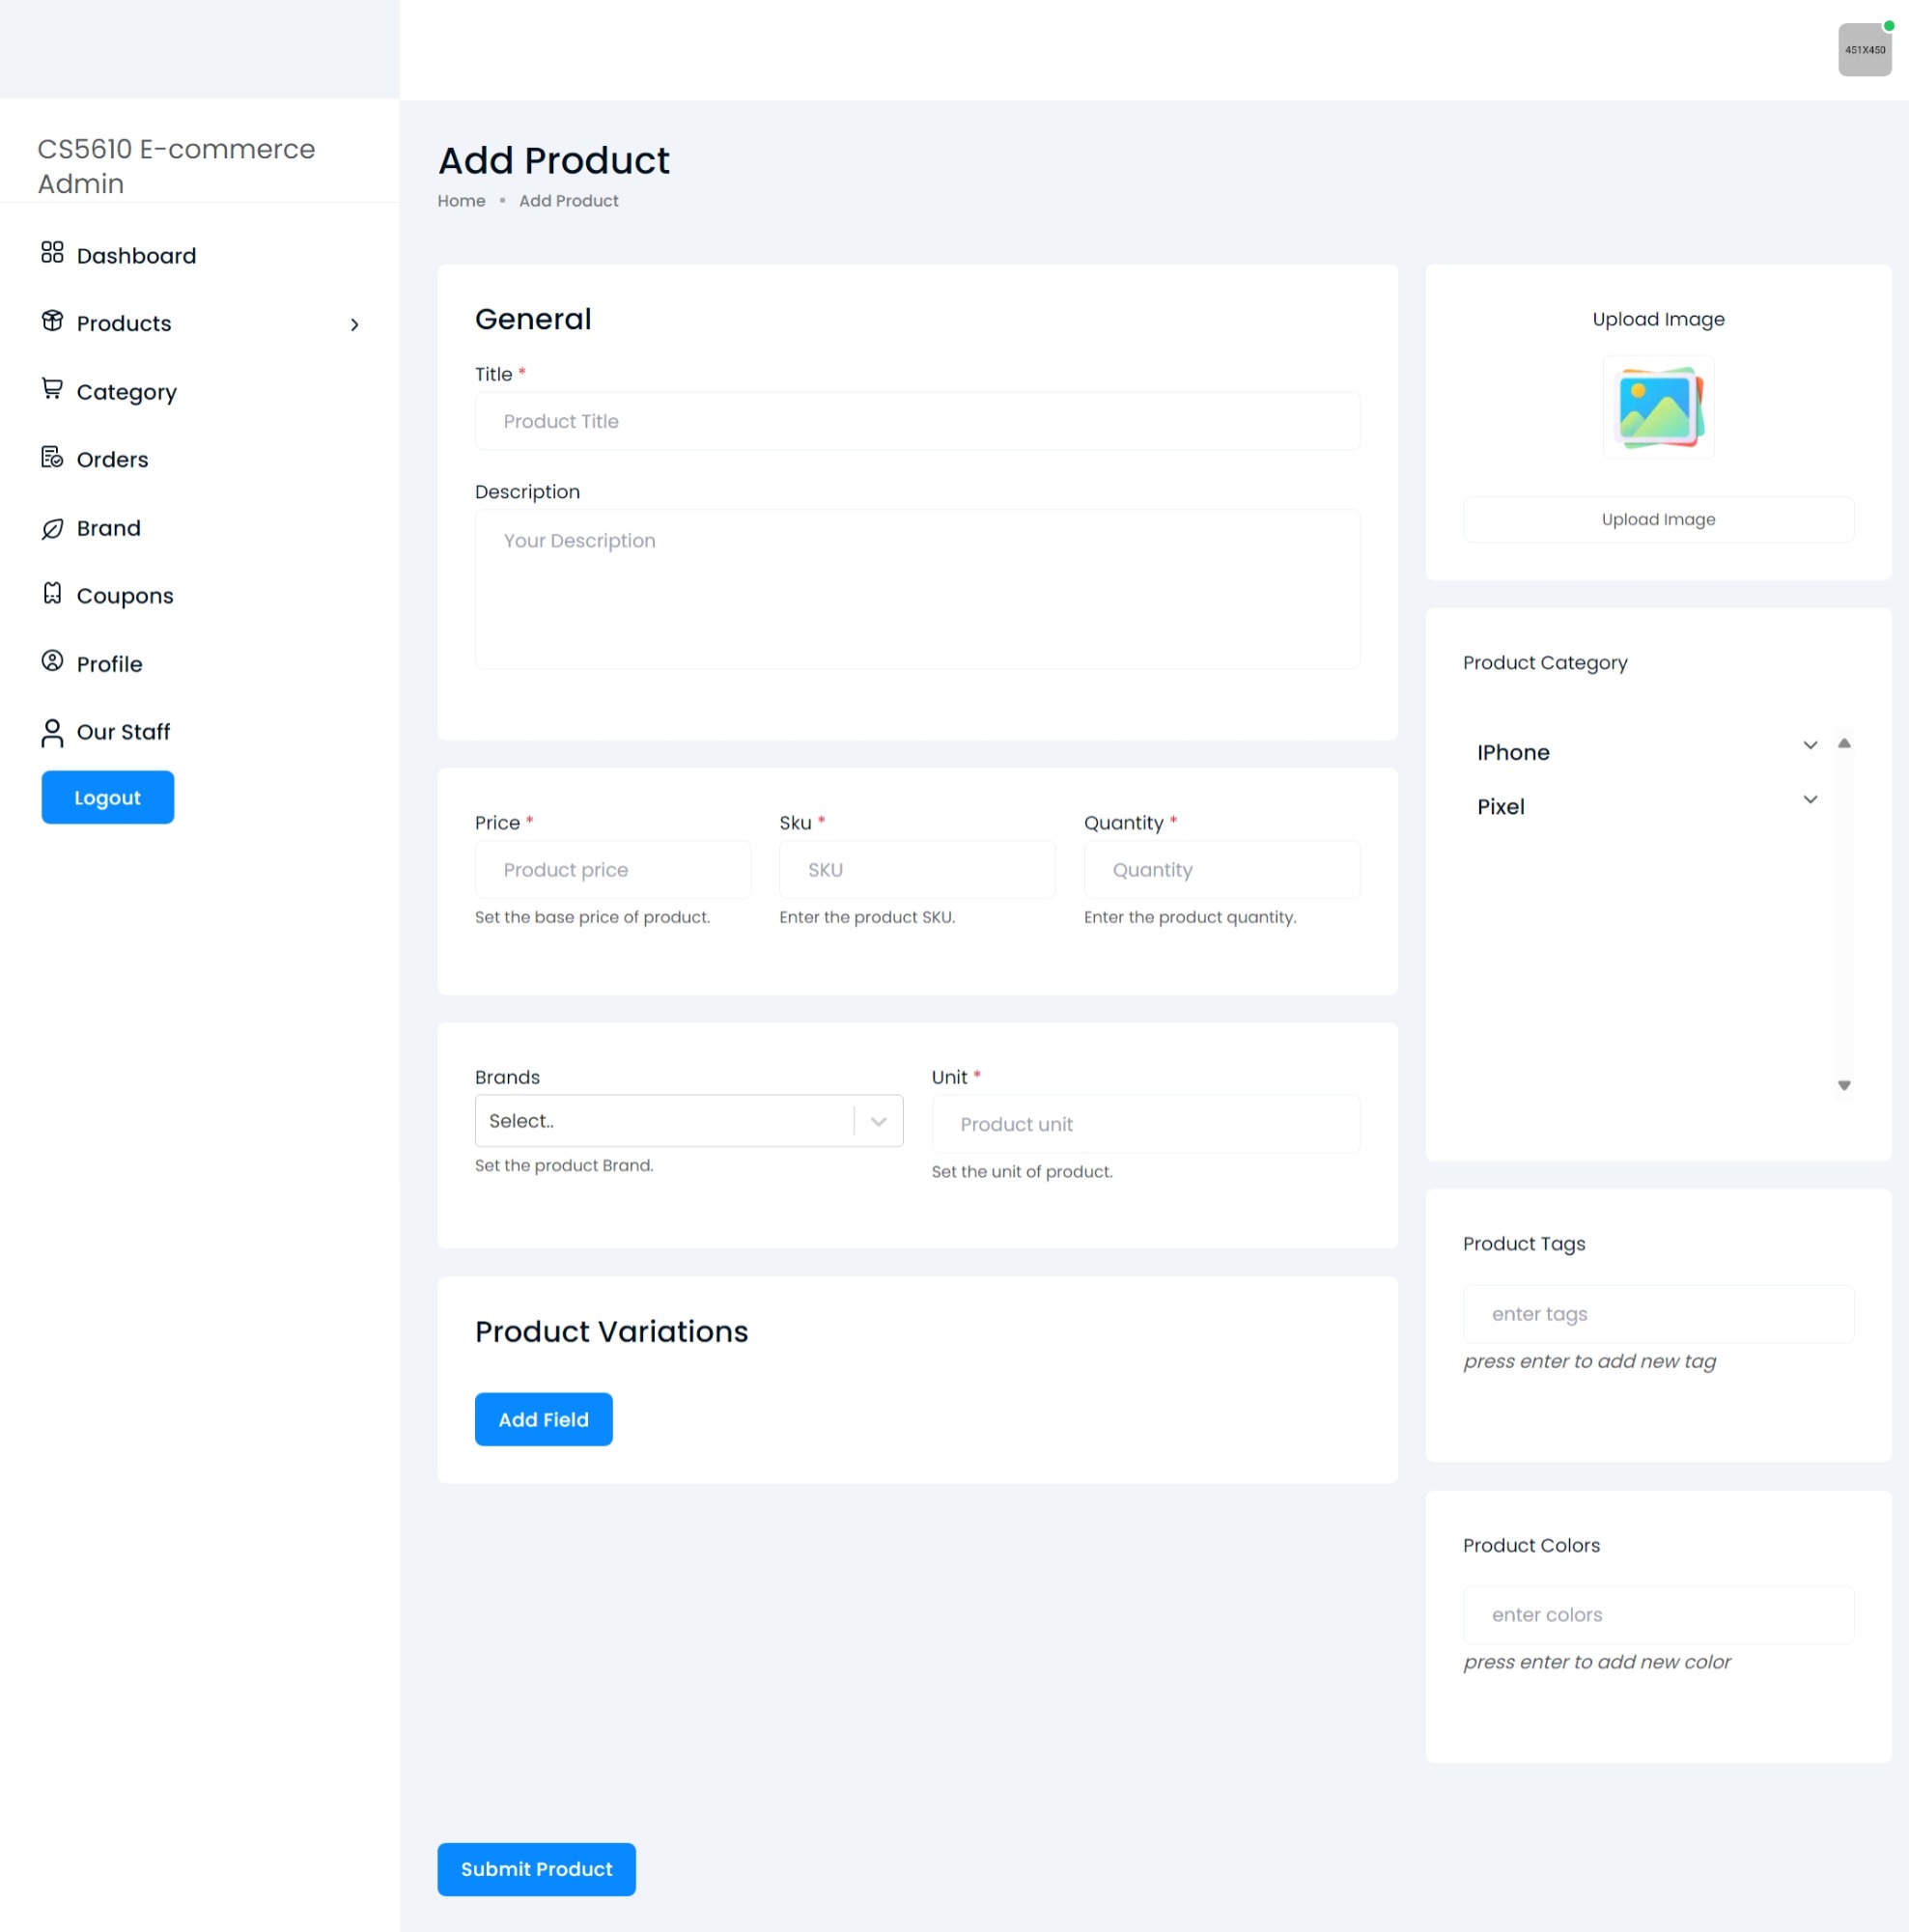 451X450
CS5610 E-commerce
Admin
Dashboard
Products
Category
Orders
Brand
Coupons
Profile
Our Staff
Logout
Add Product
Home • Add Product
General
Title *
Product Title
Description
Your Description
Price * Sku * Quantity *
Product price SKU Quantity
Set the base price of product. Enter the product SKU. Enter the product quantity.
Brands Unit *
Select.. Product unit
Set the product Brand. Set the unit of product.
Product Variations
Add Field
Upload Image
Upload Image
Product Category
IPhone
Pixel
Product Tags
enter tags
press enter to add new tag
Product Colors
enter colors
press enter to add new color
Submit Product